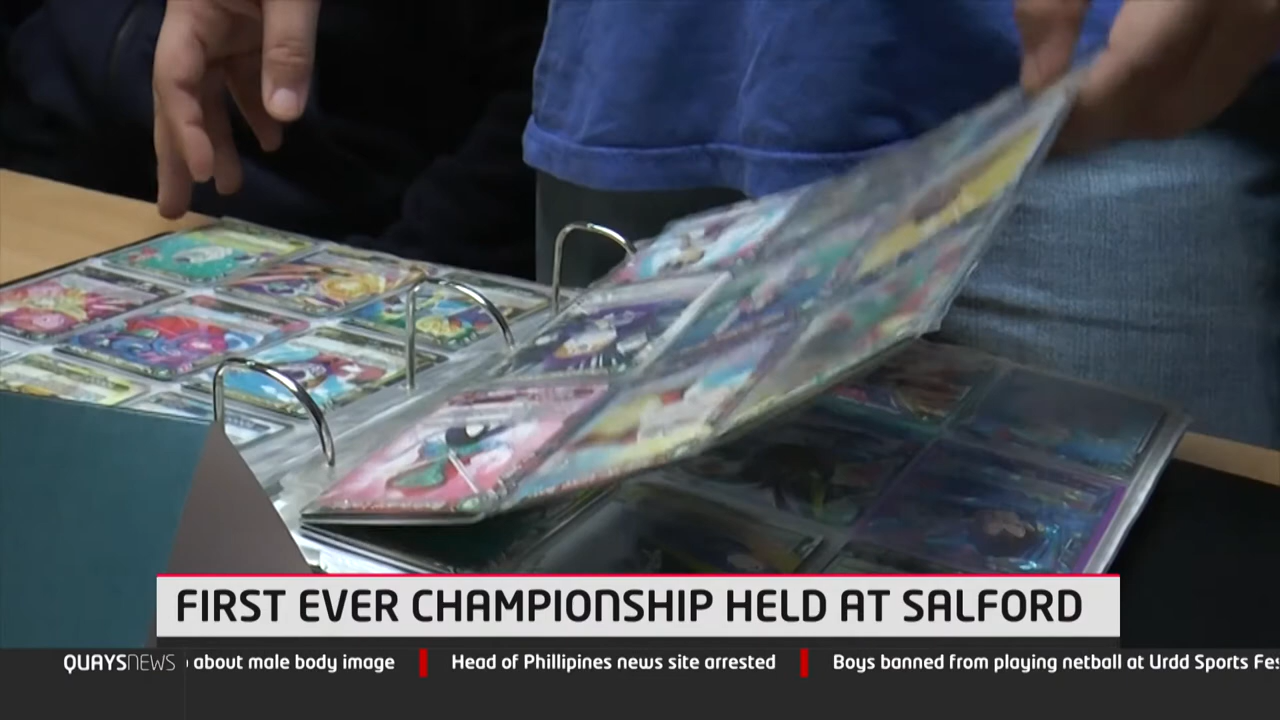 FIRST EVER CHAMPIONSHIP HELD AT SALFORD
QUAYSNEWS about male body image Head of Phillipines news site arrested Boys banned from playing netball at Urdd Sports Fes